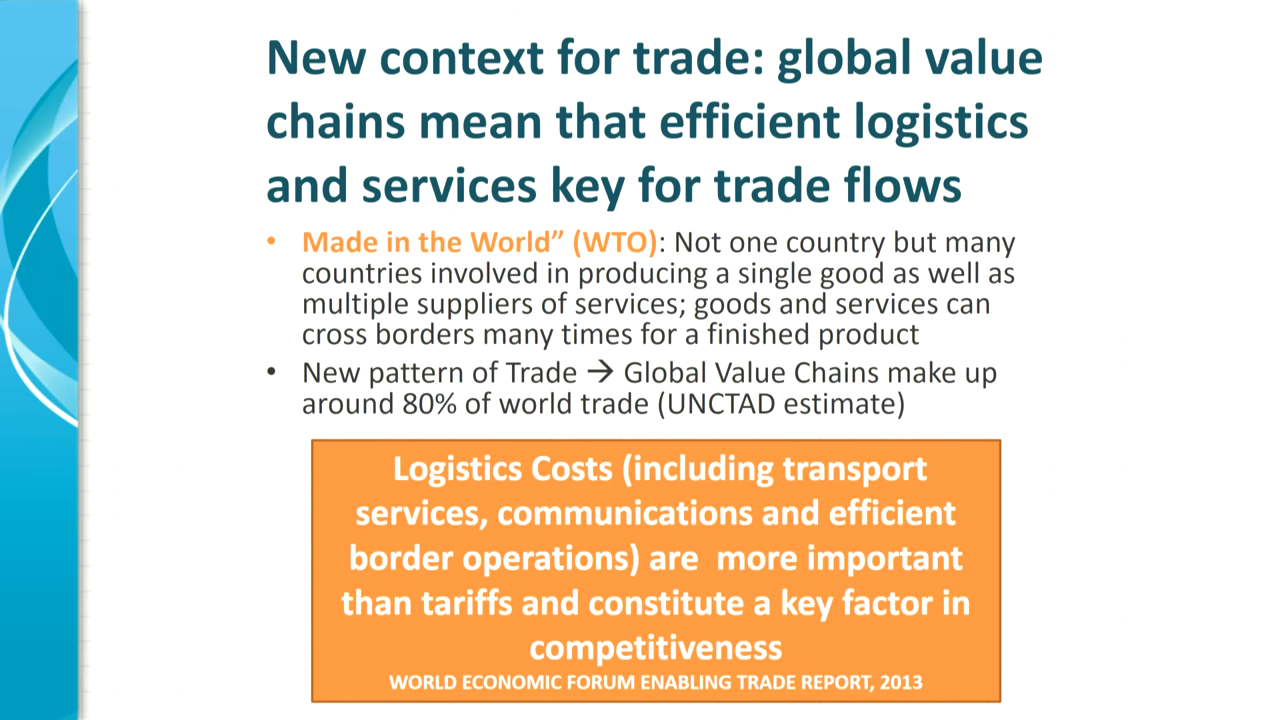 New context for trade: global value
chains mean that efficient logistics
and services key for trade flows
• Made in the World” (WTO): Not one country but many
countries involved in producing a single good as well as
multiple suppliers of services; goods and services can
cross borders many times for a finished product
• New pattern of Trade → Global Value Chains make up
around 80% of world trade (UNCTAD estimate)
Logistics Costs (including transport
services, communications and efficient
border operations) are  more important
than tariffs and constitute a key factor in
competitiveness
WORLD ECONOMIC FORUM ENABLING TRADE REPORT, 2013